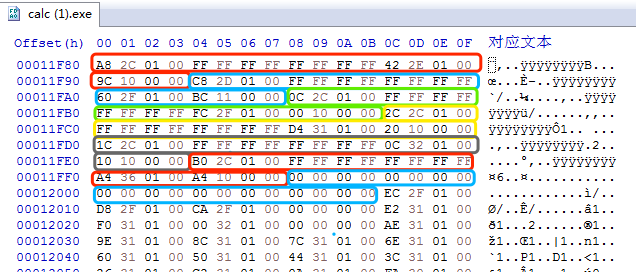 calc (1).exe
Offset(h) 00 01 02 03 04 05 06 07 08 09 0A 0B 0C 0D 0E 0F 对应文本
00011F80 A8 2C 01 00 FF FF FF FF FF FF FF FF 42 2E 01 00 ¨,..ÿÿÿÿÿÿÿÿB...
00011F90 9C 10 00 00 C8 2D 01 00 FF FF FF FF FF FF FF FF œ...È-..ÿÿÿÿÿÿÿÿ
00011FA0 60 2F 01 00 BC 11 00 00 0C 2C 01 00 FF FF FF FF `/..¼....,..ÿÿÿÿ
00011FB0 FF FF FF FF FC 2F 01 00 00 10 00 00 2C 2C 01 00 ÿÿÿÿü/......,,..
00011FC0 FF FF FF FF FF FF FF FF D4 31 01 00 20 10 00 00 ÿÿÿÿÿÿÿÿÔ1.. ...
00011FD0 1C 2C 01 00 FF FF FF FF FF FF FF FF 0C 32 01 00 .,..ÿÿÿÿÿÿÿÿ.2..
00011FE0 10 10 00 00 B0 2C 01 00 FF FF FF FF FF FF FF FF ....°,..ÿÿÿÿÿÿÿÿ
00011FF0 A4 36 01 00 A4 10 00 00 00 00 00 00 00 00 00 00 ¤6..¤...........
00012000 00 00 00 00 00 00 00 00 00 00 00 00 EC 2F 01 00 ............ì/..
00012010 D8 2F 01 00 CA 2F 01 00 00 00 00 00 E2 31 01 00 Ø/..Ê/......â1..
00012020 F0 31 01 00 00 32 01 00 00 00 00 00 AE 31 01 00 ð1...2......®1..
00012030 9E 31 01 00 8C 31 01 00 7C 31 01 00 6E 31 01 00 ž1..Œ1..|1..n1..
00012040 60 31 01 00 50 31 01 00 44 31 01 00 3C 31 01 00 `1..P1..D1..<1..